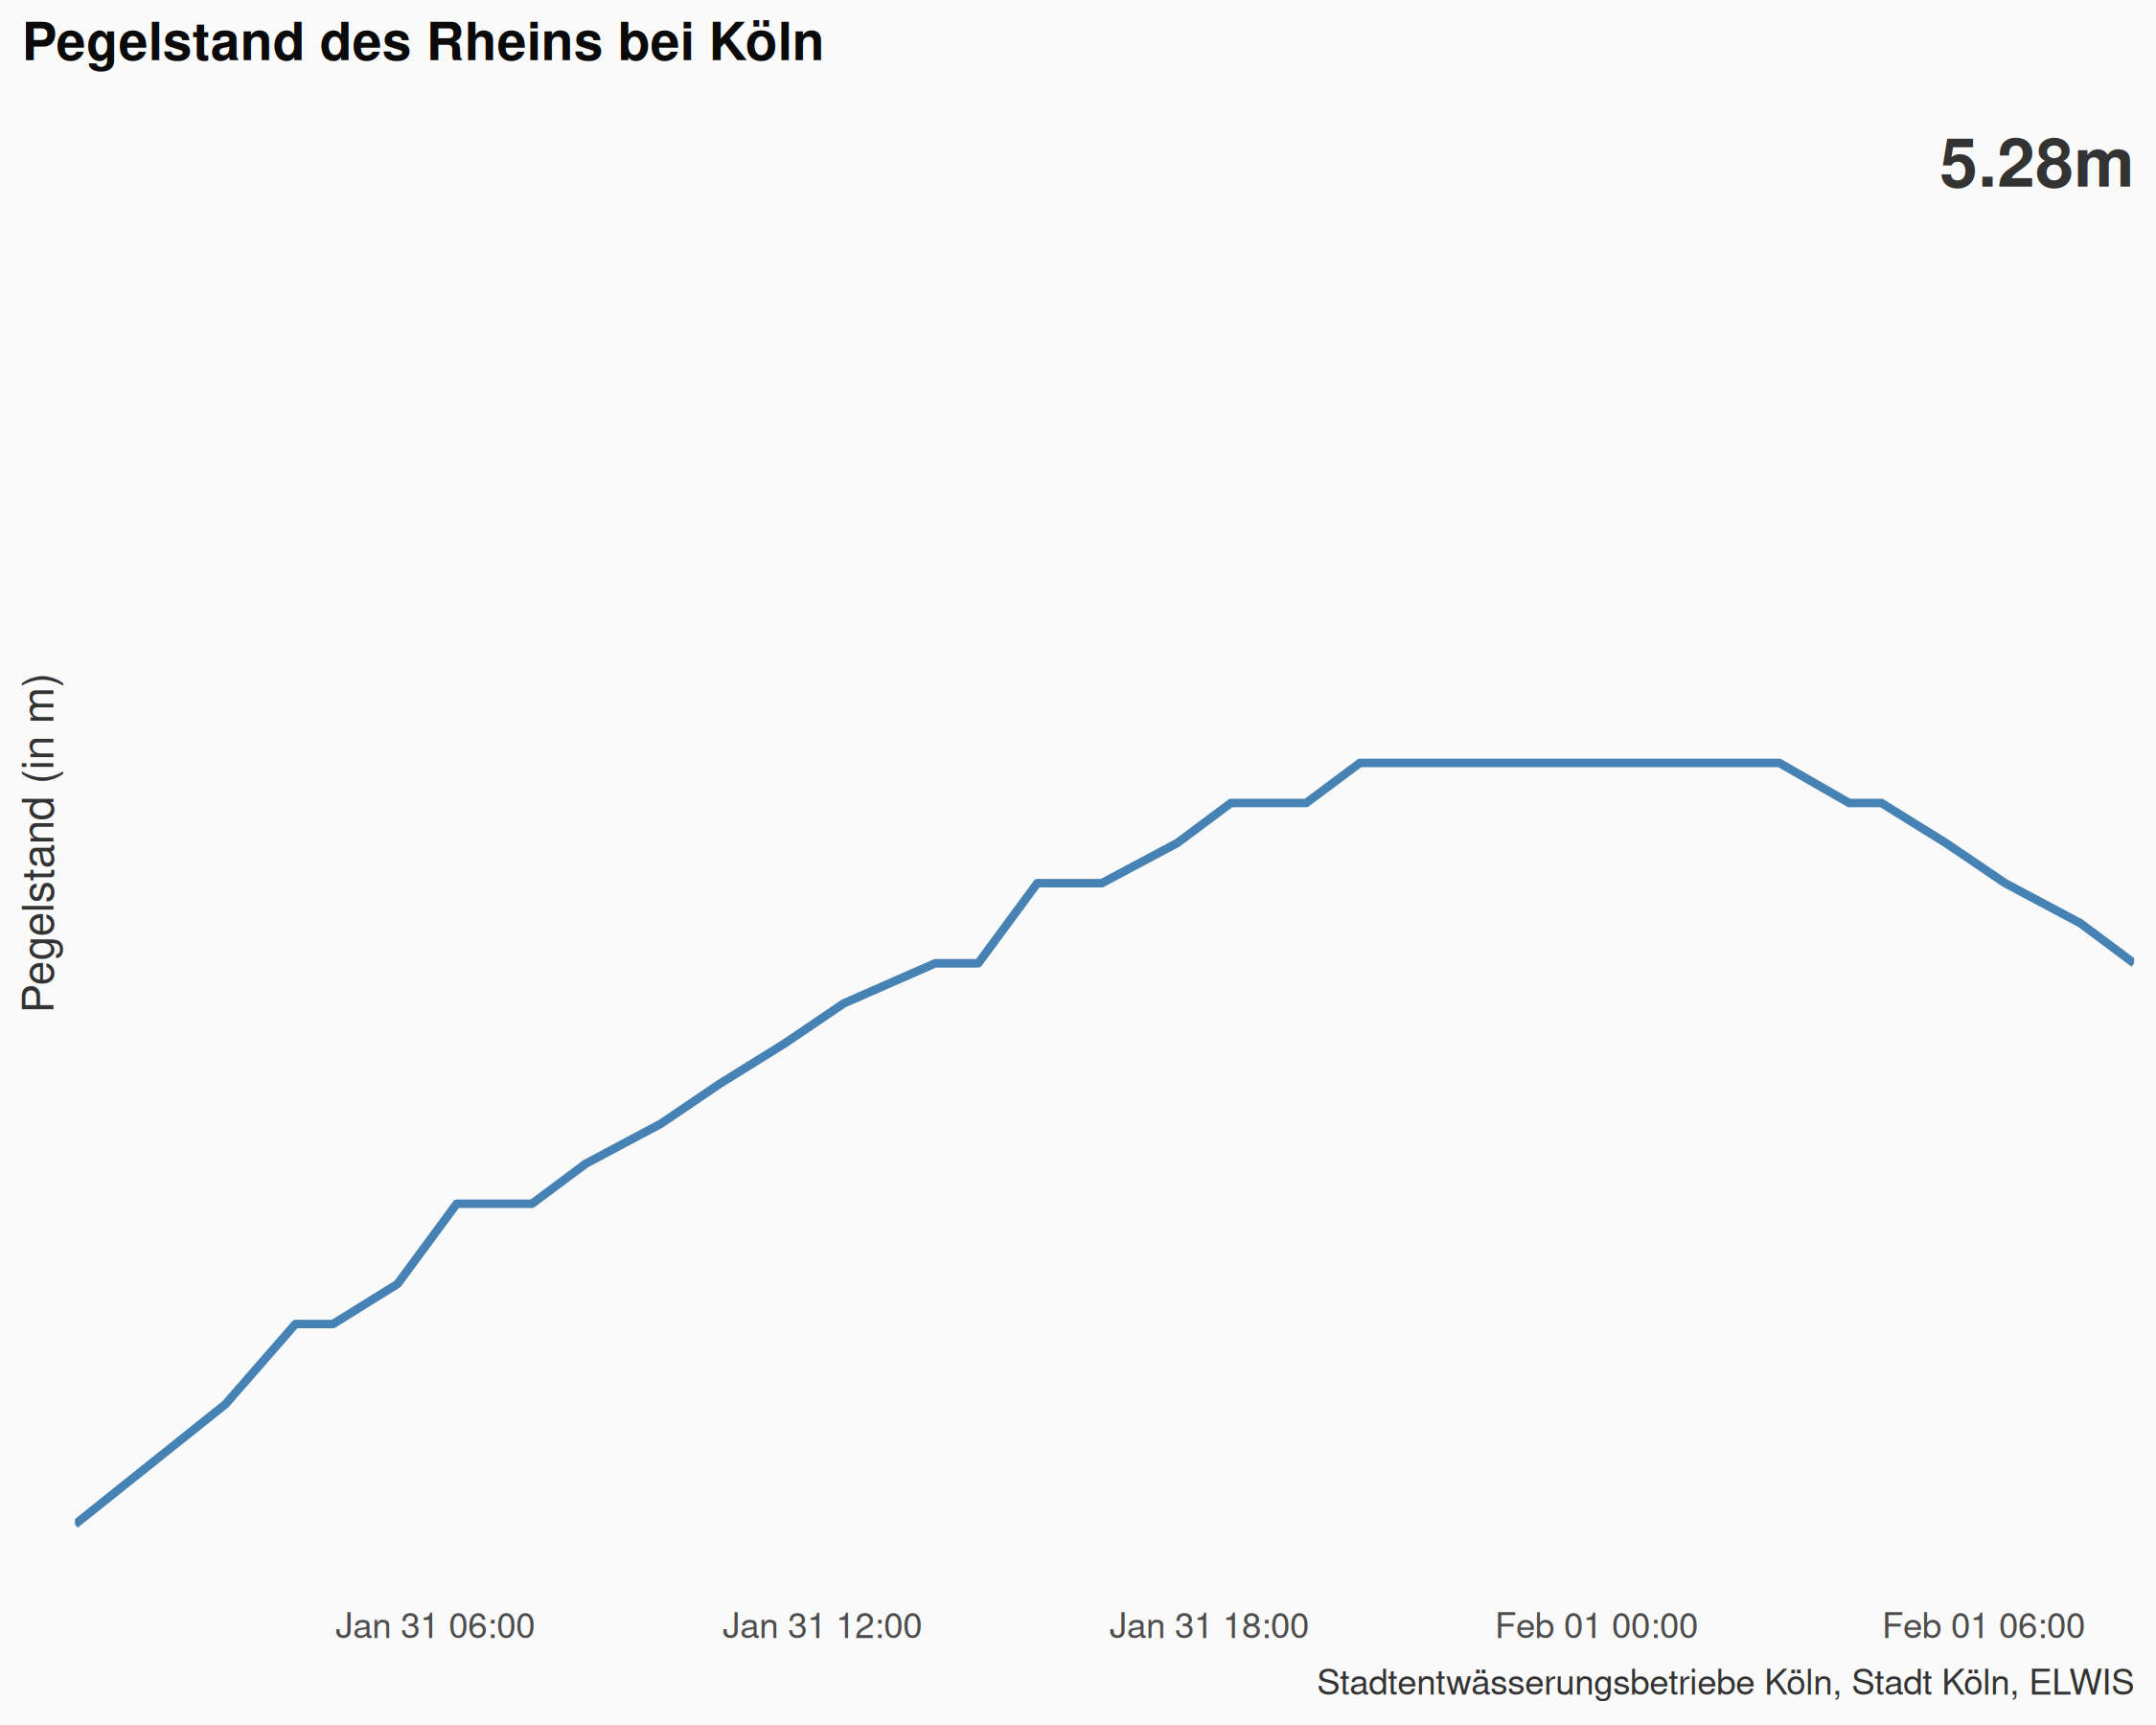 Pegelstand des Rheins bei Köln
5.28m
Pegelstand (in m)
Jan 31 06:00
Jan 31 12:00
Jan 31 18:00
Feb 01 00:00
Feb 01 06:00
Stadtentwässerungsbetriebe Köln, Stadt Köln, ELWIS